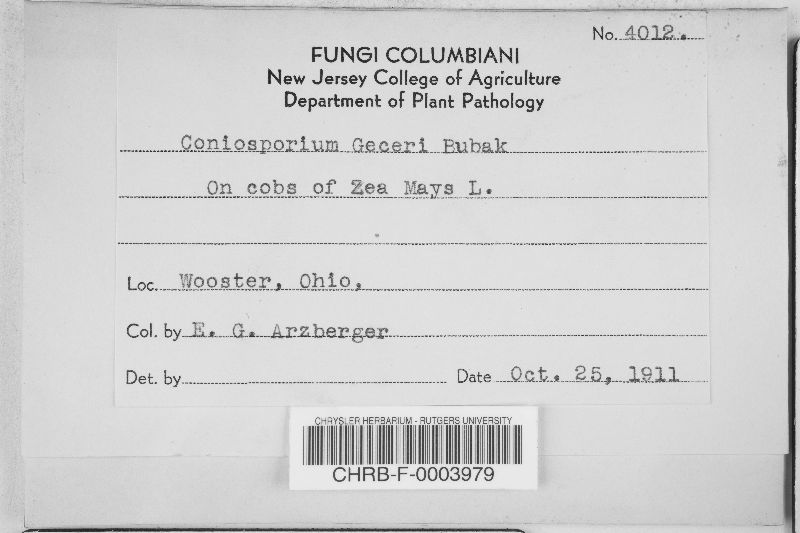 No. 4012.
FUNGI COLUMBIANI
New Jersey College of Agriculture
Department of Plant Pathology
Coniosporium Geceri Bubak
On cobs of Zea Mays L.
Loc. Wooster, Ohio,
Col. by E. G. Arzberger
Det. by Date Oct. 25, 1911
CHRYSLER HERBARIUM - RUTGERS UNIVERSITY
CHRB-F-0003979